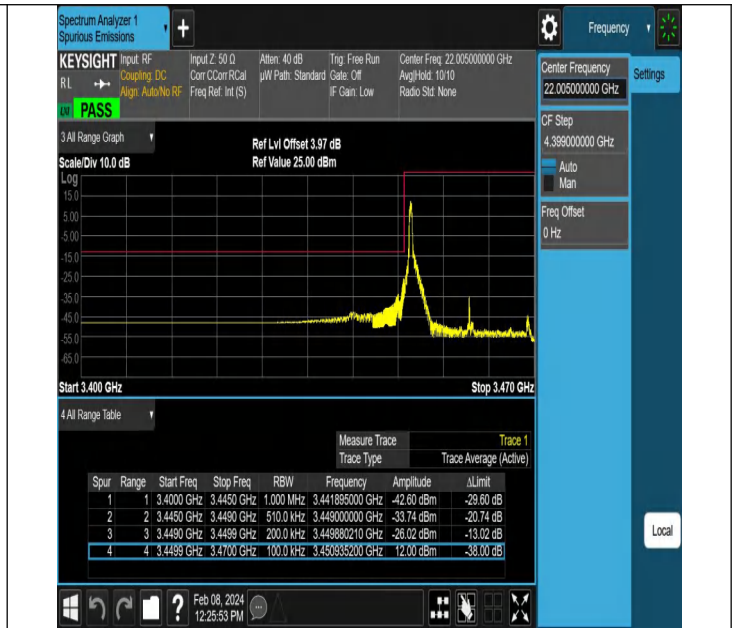 Spectrum Analyzer 1
Spurious Emissions
+
Frequency
KEYSIGHT Input: RF Input Z: 50 Ω Atten: 40 dB Trig: Free Run Center Freq: 22.005000000 GHz
RL Coupling: DC Corr CCorr RCal µW Path: Standard Gate: Off Avg|Hold: 10/10
Align: Auto/No RF Freq Ref: Int (S) IF Gain: Low Radio Std: None
PASS
Center Frequency
22.005000000 GHz
Settings
CF Step
4.399000000 GHz
Auto
Man
Freq Offset
0 Hz
3 All Range Graph
Ref Lvl Offset 3.97 dB
Scale/Div 10.0 dB Ref Value 25.00 dBm
Log
15.0
5.00
-5.00
-15.0
-25.0
-35.0
-45.0
-55.0
-65.0
Start 3.400 GHz Stop 3.470 GHz
4 All Range Table
Measure Trace Trace 1
Trace Type Trace Average (Active)
Spur Range Start Freq Stop Freq RBW Frequency Amplitude ΔLimit
1 1 3.4000 GHz 3.4450 GHz 1.000 MHz 3.441895000 GHz -42.60 dBm -29.60 dB
2 2 3.4450 GHz 3.4490 GHz 510.0 kHz 3.449000000 GHz -33.74 dBm -20.74 dB
3 3 3.4490 GHz 3.4499 GHz 200.0 kHz 3.449880210 GHz -26.02 dBm -13.02 dB
4 4 3.4499 GHz 3.4700 GHz 100.0 kHz 3.450935200 GHz 12.00 dBm -38.00 dB
Local
? Feb 08, 2024
12:25:53 PM